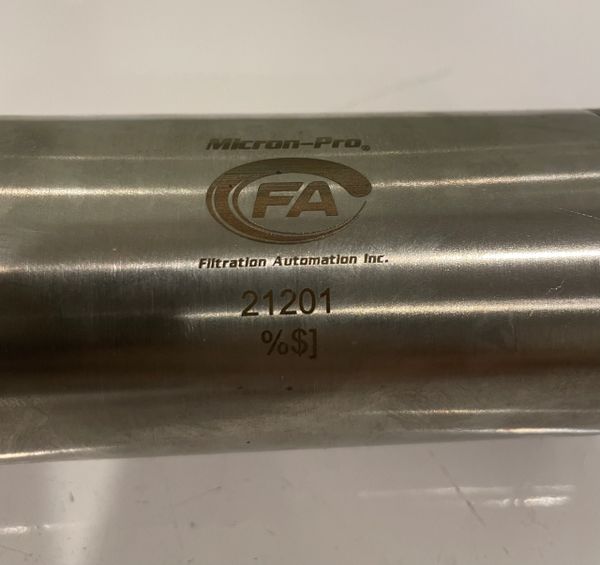 Micron-Pro®
FA
Filtration Automation Inc.
21201
%$]